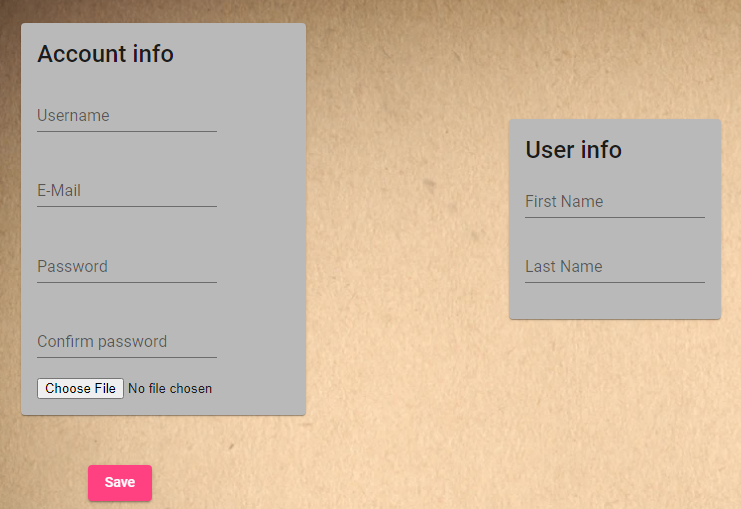 Account info
Username
E-Mail
Password
Confirm password
Choose File No file chosen
Save
User info
First Name
Last Name